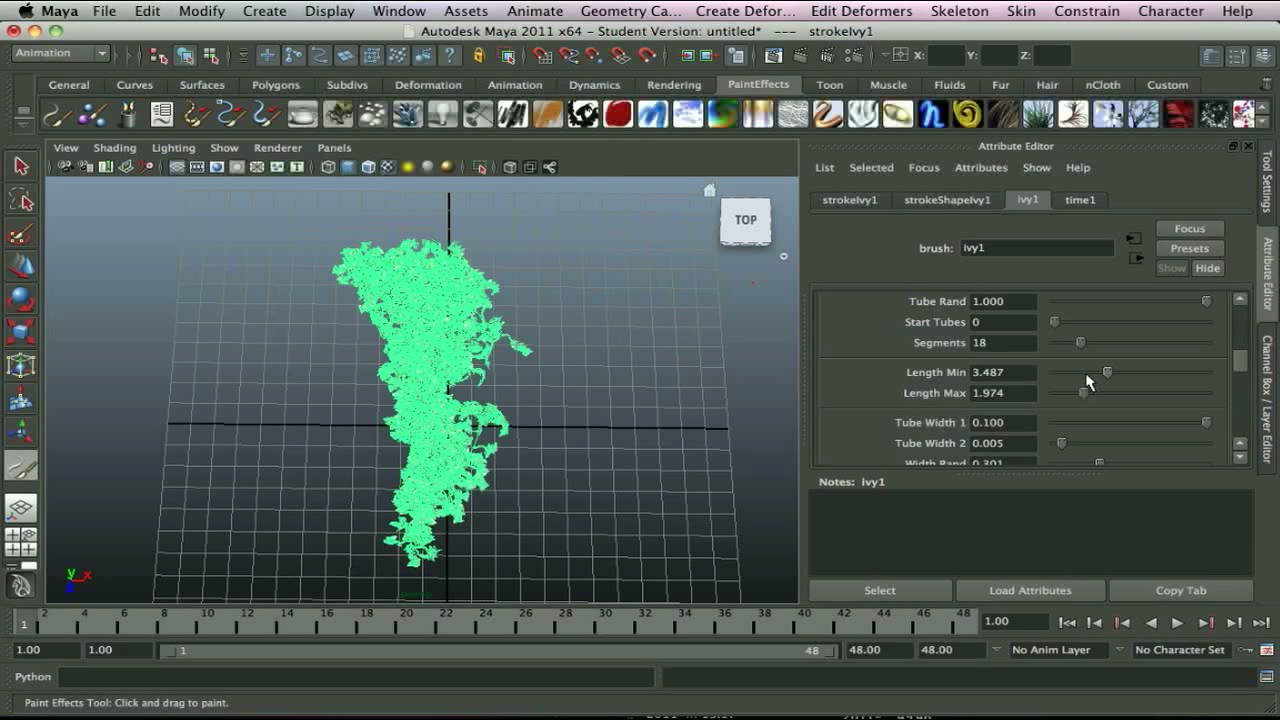 Maya File Edit Modify Create Display Window Assets Animate Geometry Ca... Create Defor... Edit Deformers Skeleton Skin Constrain Character Help
Autodesk Maya 2011 x64 - Student Version: untitled* --- strokeIvy1
Animation X: Y: Z:
General Curves Surfaces Polygons Subdivs Deformation Animation Dynamics Rendering PaintEffects Toon Muscle Fluids Fur Hair nCloth Custom
View Shading Lighting Show Renderer Panels
Attribute Editor
List Selected Focus Attributes Show Help
strokeIvy1 strokeShapeIvy1 ivy1 time1
TOP
Focus
brush: ivy1
Presets
Show Hide
Tube Rand 1.000
Start Tubes 0
Segments 18
Length Min 3.487
Length Max 1.974
Tube Width 1 0.100
Tube Width 2 0.005
Width Rand 0.301
Notes: ivy1
Select Load Attributes Copy Tab
Tool Settings
Attribute Editor
Channel Box / Layer Editor
y x
2 4 6 8 10 12 14 16 18 20 22 24 26 28 30 32 34 36 38 40 42 44 46 48
1 1.00
1.00 1.00 1 48 48.00 48.00 No Anim Layer No Character Set
Python
Paint Effects Tool: Click and drag to paint.